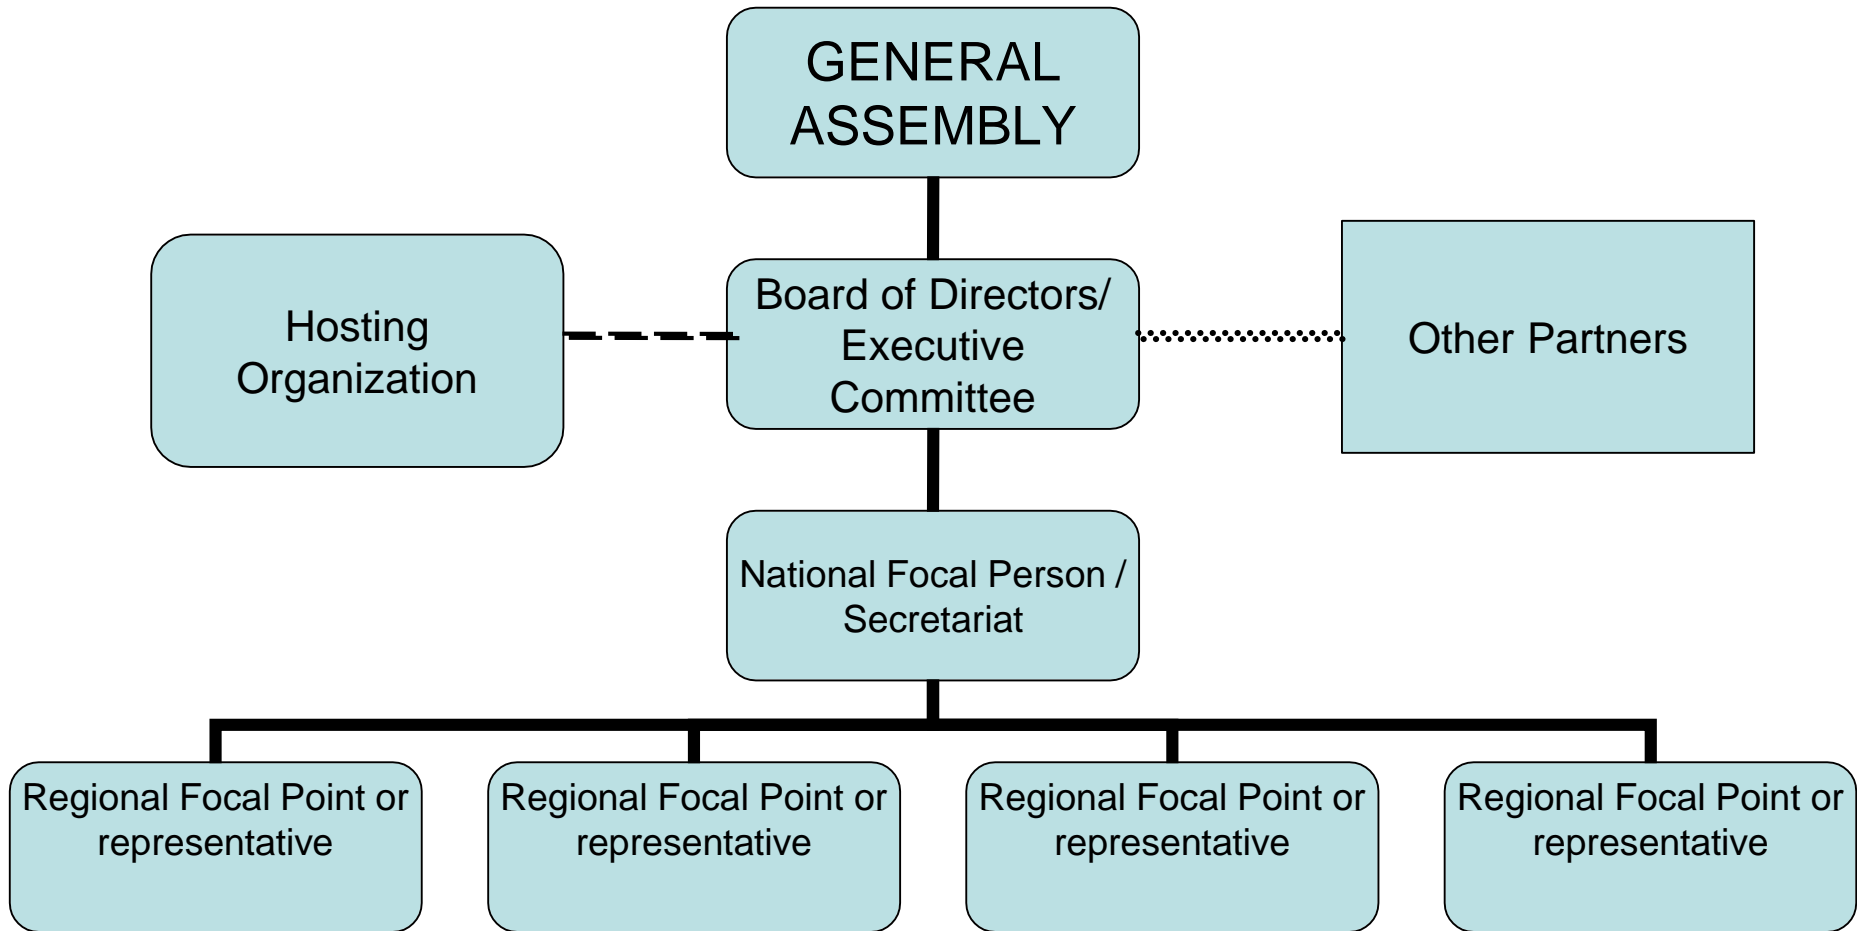 GENERAL
ASSEMBLY
Hosting
Organization
Board of Directors/
Executive
Committee
Other Partners
National Focal Person /
Secretariat
Regional Focal Point or
representative
Regional Focal Point or
representative
Regional Focal Point or
representative
Regional Focal Point or
representative